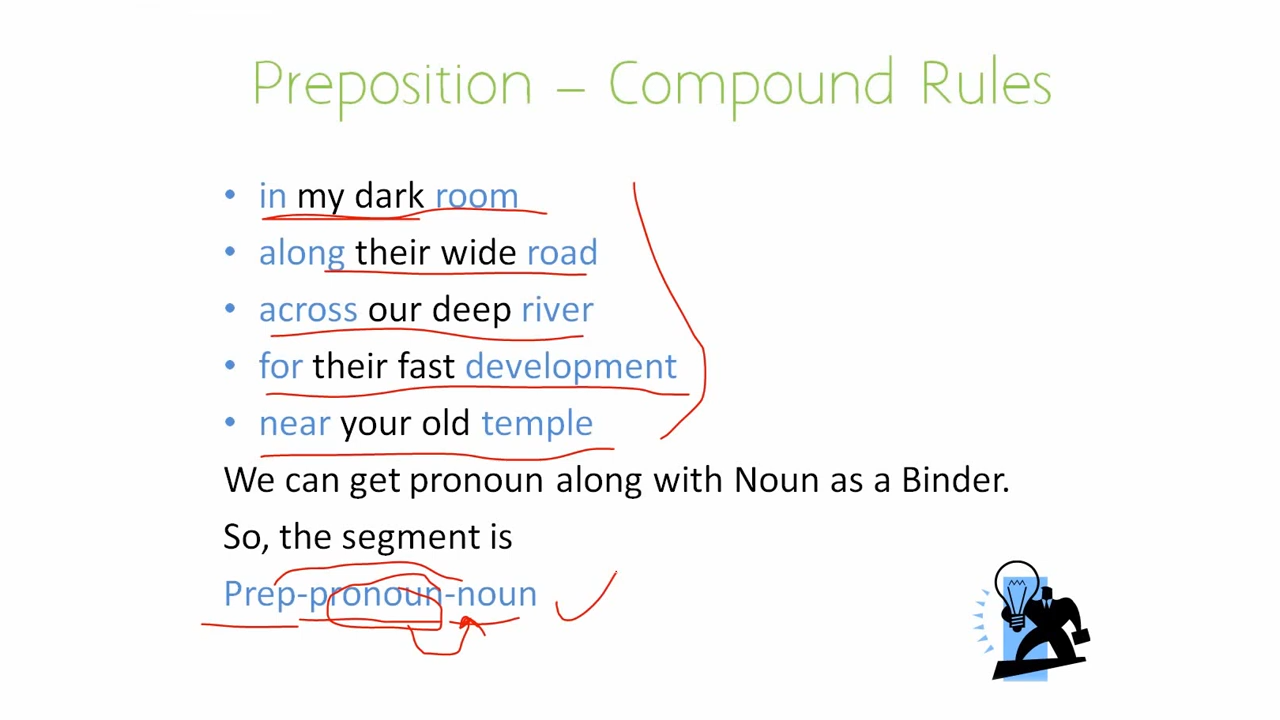 Preposition – Compound Rules
• in my dark room
• along their wide road
• across our deep river
• for their fast development
• near your old temple
We can get pronoun along with Noun as a Binder.
So, the segment is
Prep-pronoun-noun